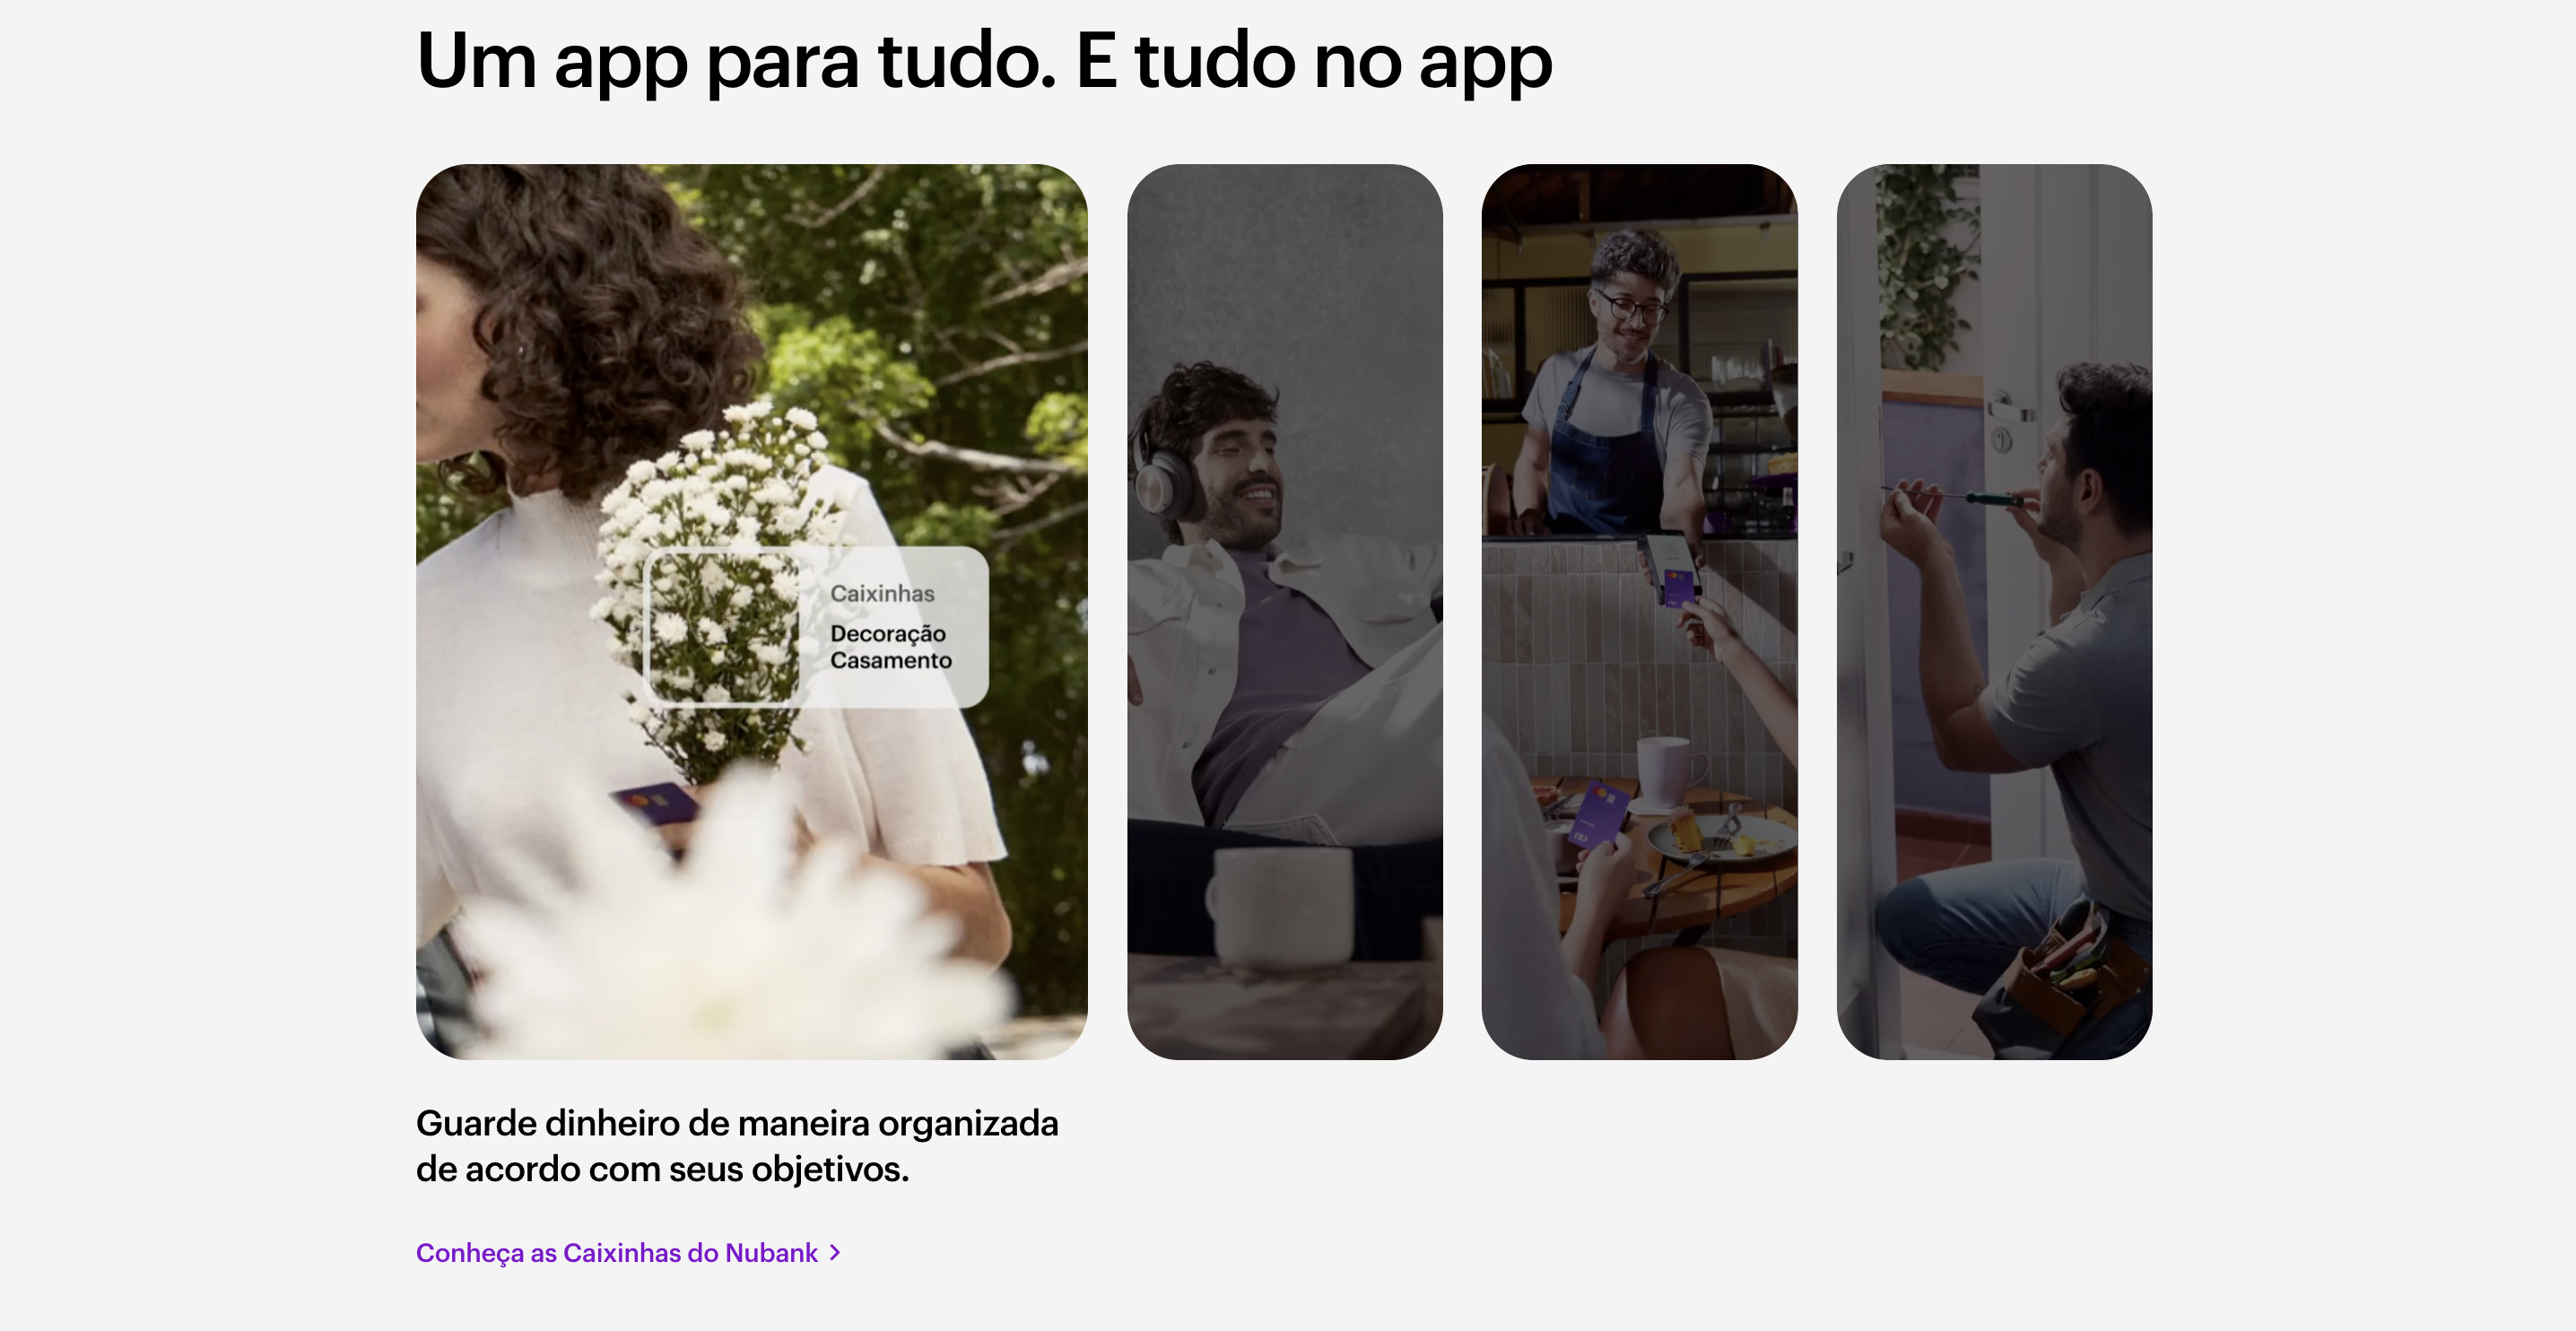 Um app para tudo. E tudo no app
Caixinhas
Decoração
Casamento
nu
Guarde dinheiro de maneira organizada
de acordo com seus objetivos.
Conheça as Caixinhas do Nubank